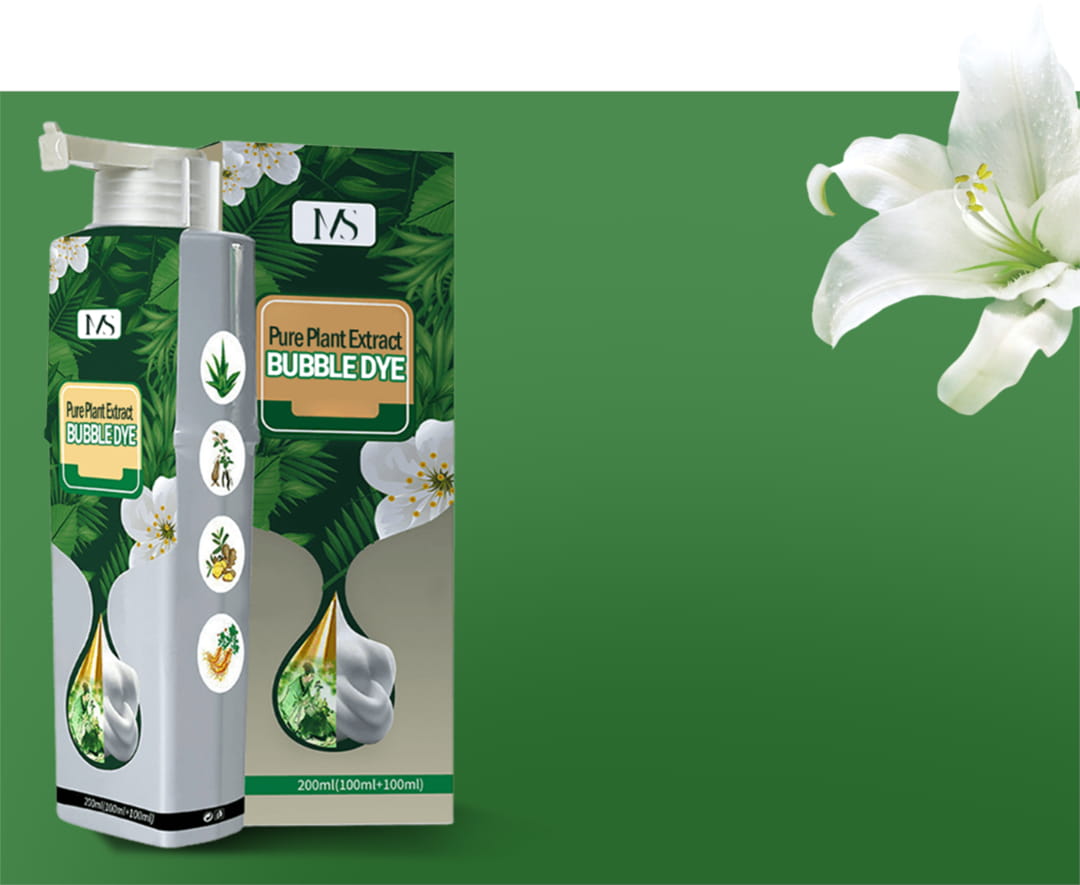 MS
Pure Plant Extract
BUBBLE DYE
200ml(100ml+100ml)
MS
Pure Plant Extract
BUBBLE DYE
200ml(100ml+100ml)